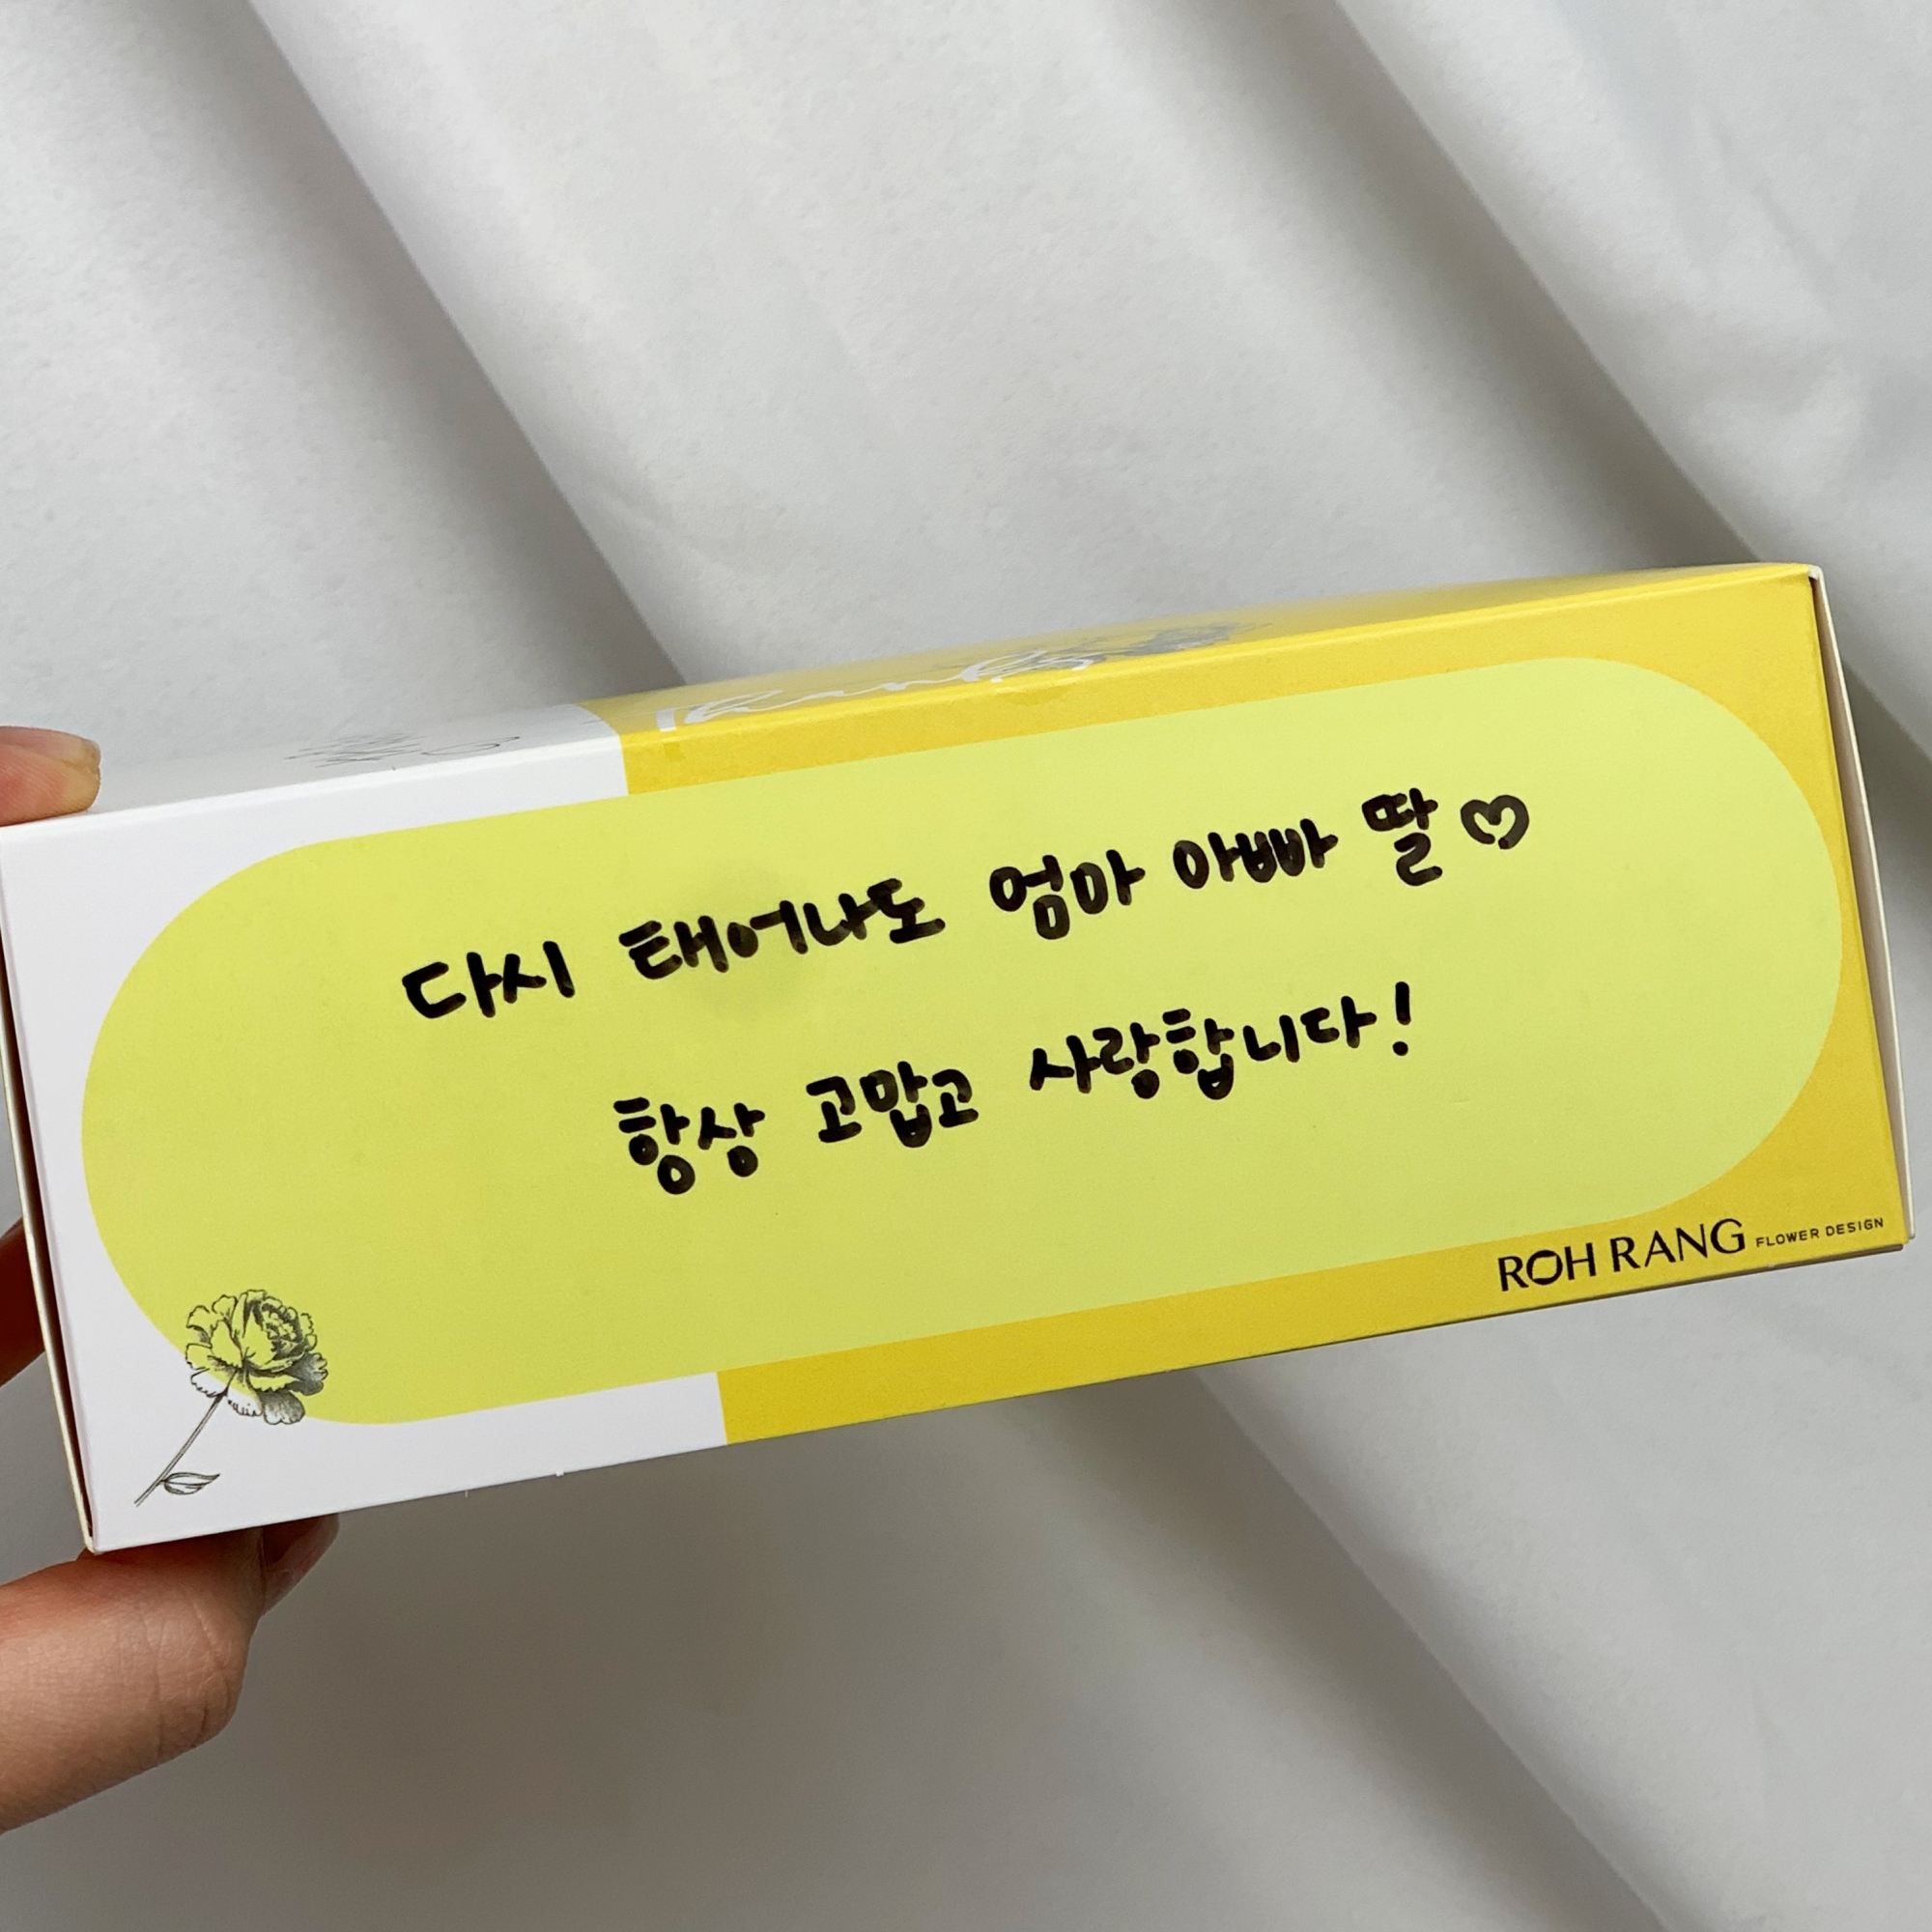 Thanks
다시 태어나도 엄마 아빠 딸♡
항상 고맙고 사랑합니다!
ROH RANG FLOWER DESIGN